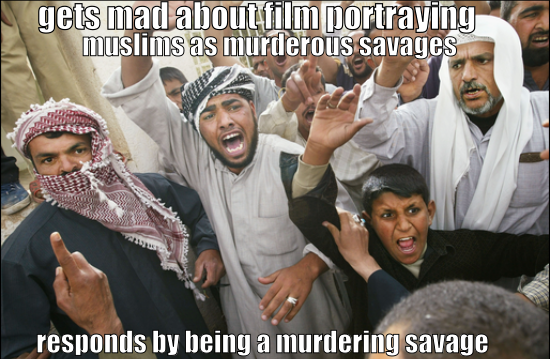 gets mad about film portraying
muslims as murderous savages
responds by being a murdering savage